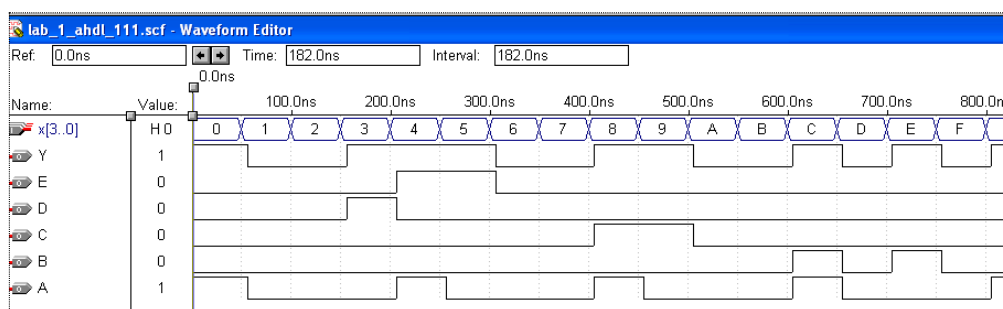 lab_1_ahdl_111.scf - Waveform Editor
Ref: 0.0ns Time: 182.0ns Interval: 182.0ns
0.0ns
Name: Value: 100.0ns 200.0ns 300.0ns 400.0ns 500.0ns 600.0ns 700.0ns 800.0n
x[3..0] H 0 0 1 2 3 4 5 6 7 8 9 A B C D E F
Y 1
E 0
D 0
C 0
B 0
A 1